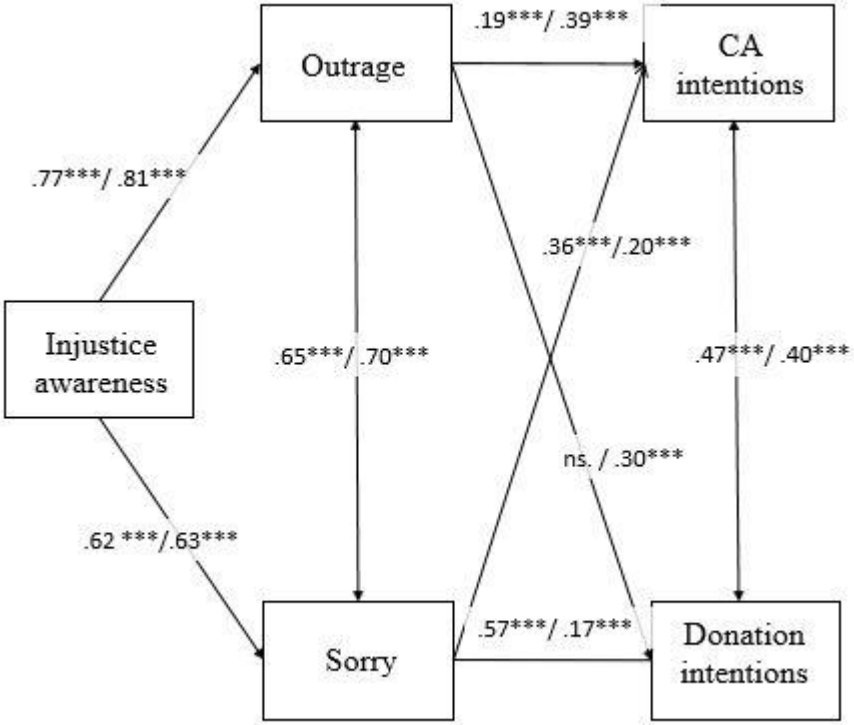 .19***/ .39***
Outrage
CA
intentions
.77***/ .81***
.36***/.20***
Injustice
awareness
.65***/ .70***
.47***/ .40***
ns. / .30***
.62 ***/.63***
.57***/ .17***
Sorry
Donation
intentions